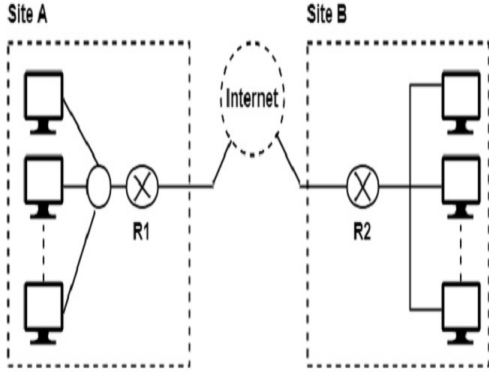 Site A
Site B
Internet
R1
R2